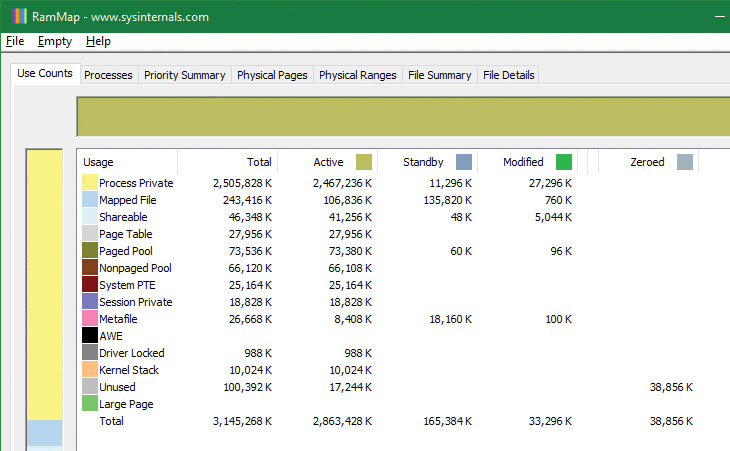 RamMap - www.sysinternals.com
File Empty Help
Use Counts Processes Priority Summary Physical Pages Physical Ranges File Summary File Details
Usage Total Active Standby Modified Zeroed
Process Private 2,505,828 K 2,467,236 K 11,296 K 27,296 K
Mapped File 243,416 K 106,836 K 135,820 K 760 K
Shareable 46,348 K 41,256 K 48 K 5,044 K
Page Table 27,956 K 27,956 K
Paged Pool 73,536 K 73,380 K 60 K 96 K
Nonpaged Pool 66,120 K 66,108 K
System PTE 25,164 K 25,164 K
Session Private 18,828 K 18,828 K
Metafile 26,668 K 8,408 K 18,160 K 100 K
AWE
Driver Locked 988 K 988 K
Kernel Stack 10,024 K 10,024 K
Unused 100,392 K 17,244 K 38,856 K
Large Page
Total 3,145,268 K 2,863,428 K 165,384 K 33,296 K 38,856 K